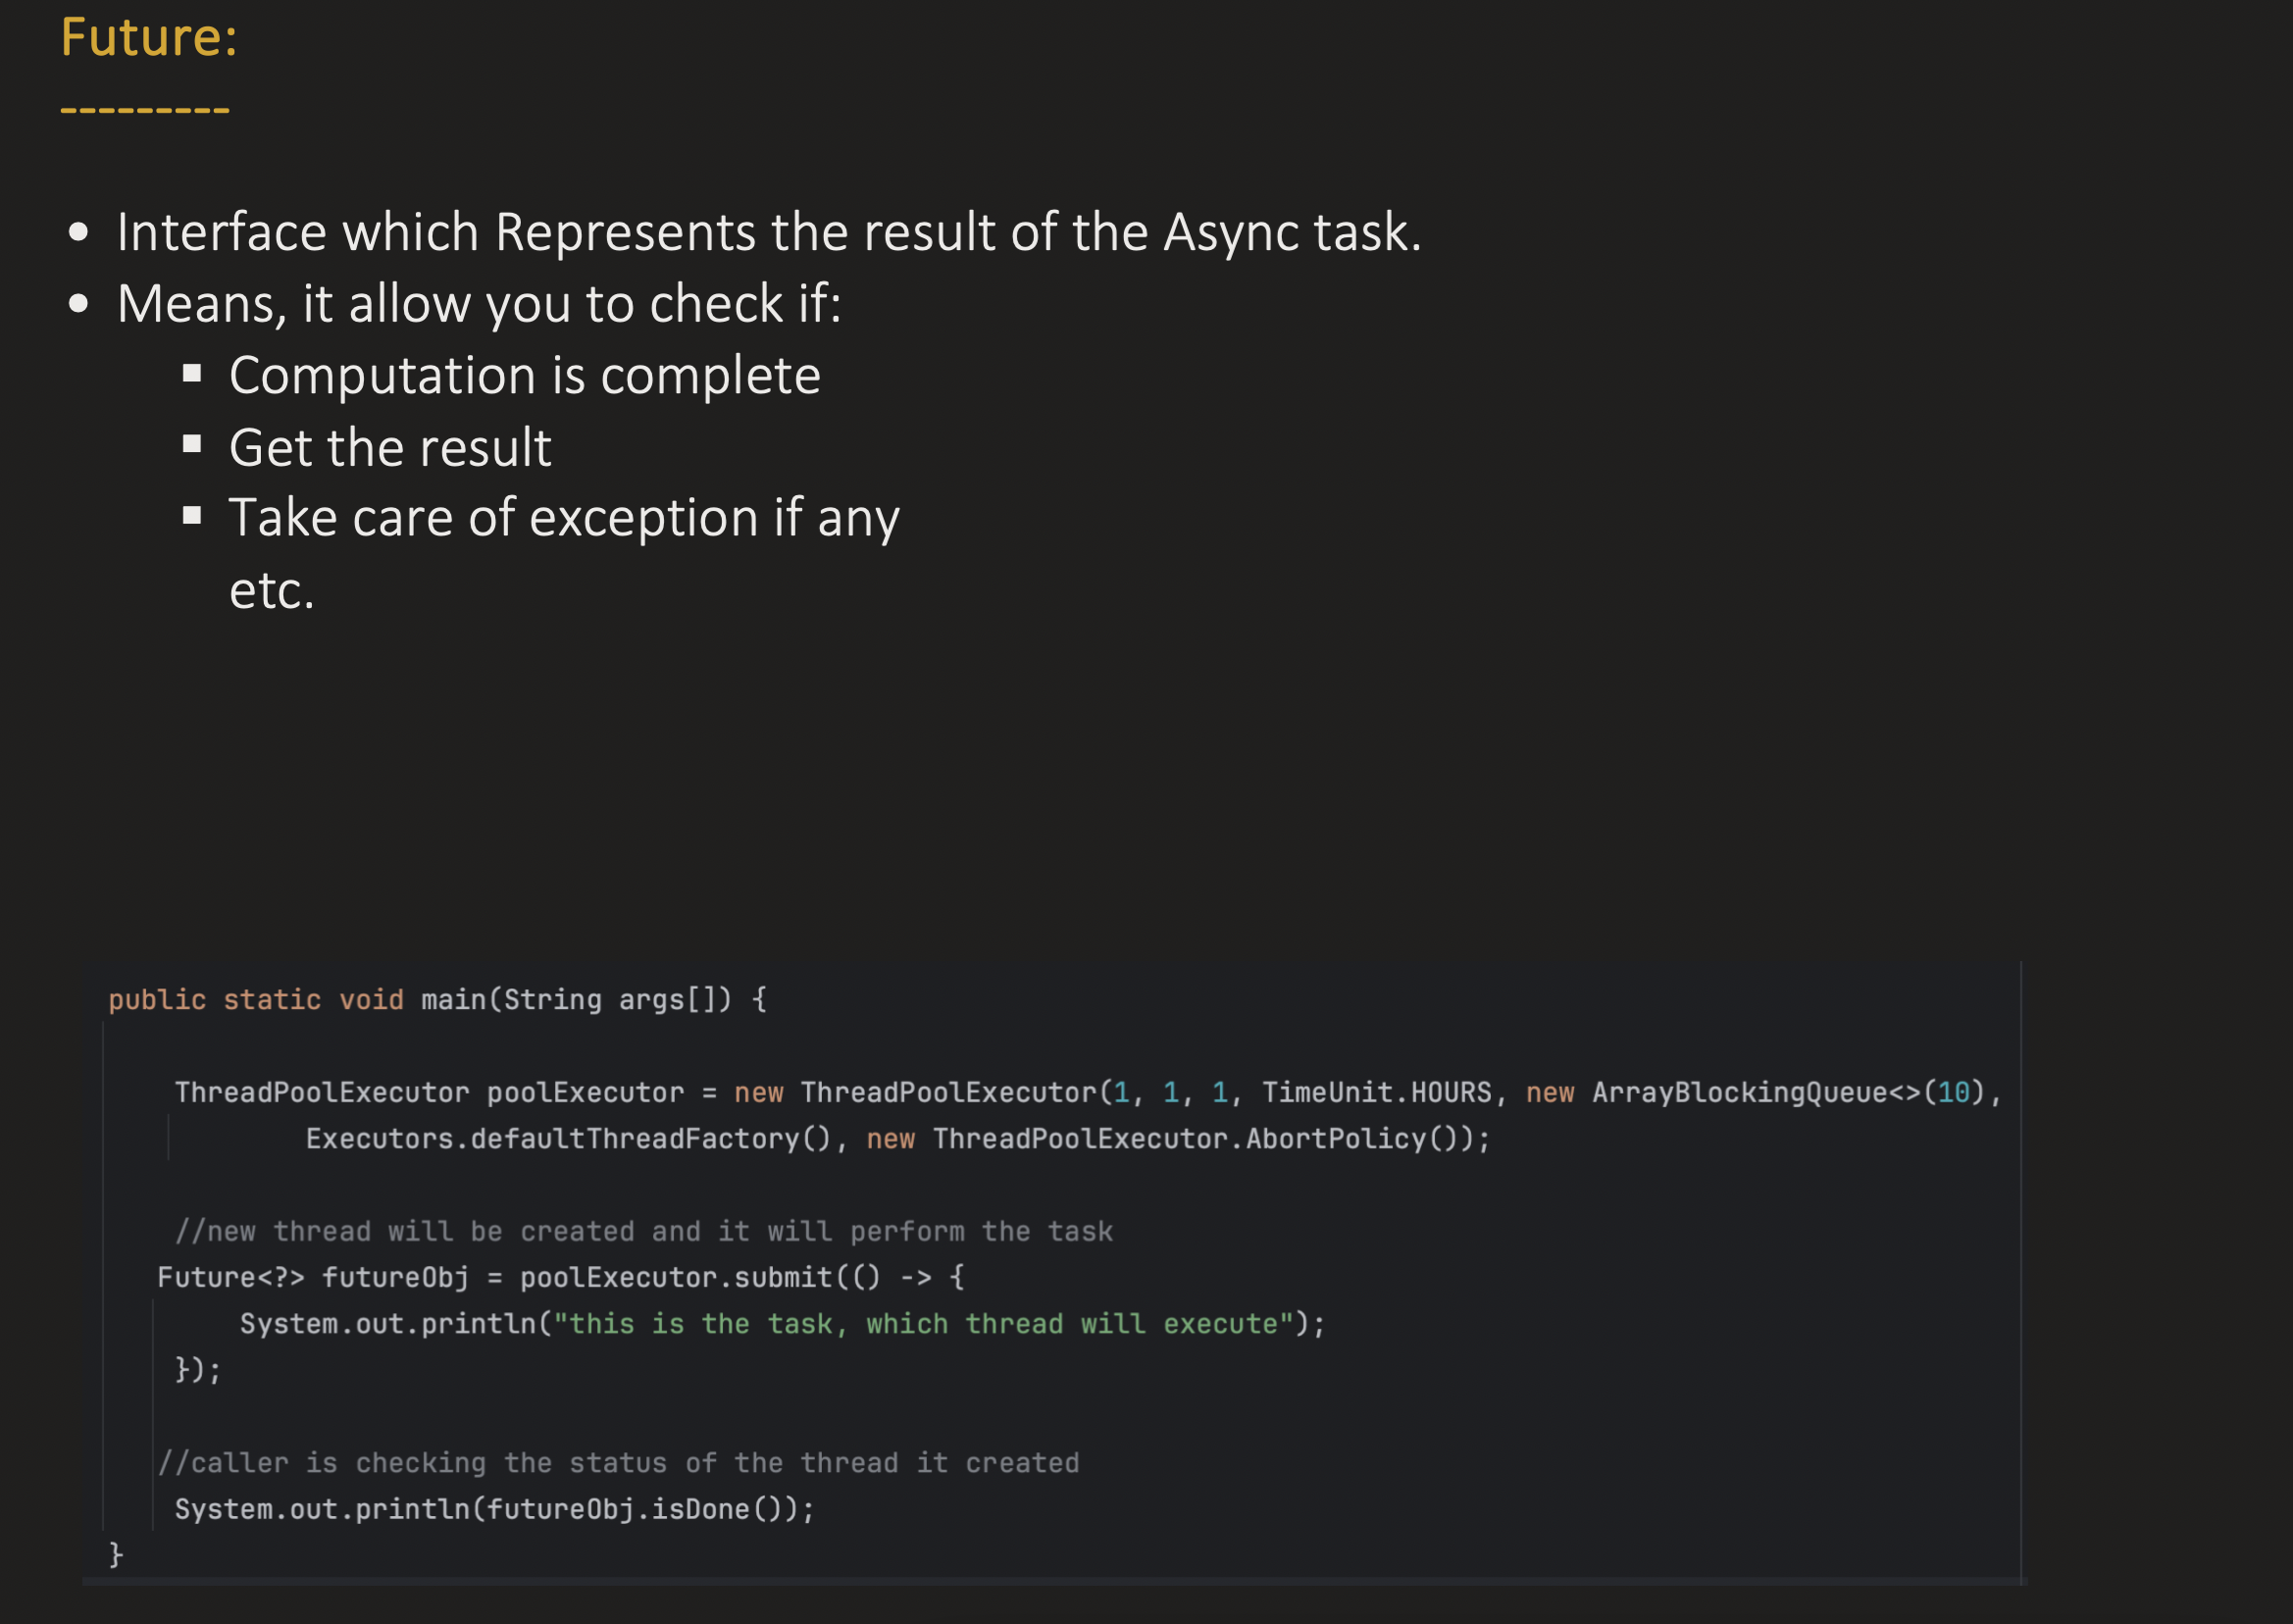 Future:
---------
• Interface which Represents the result of the Async task.
• Means, it allow you to check if:
▪ Computation is complete
▪ Get the result
▪ Take care of exception if any
etc.
public static void main(String args[]) {
ThreadPoolExecutor poolExecutor = new ThreadPoolExecutor(1, 1, 1, TimeUnit.HOURS, new ArrayBlockingQueue<>(10),
Executors.defaultThreadFactory(), new ThreadPoolExecutor.AbortPolicy());
//new thread will be created and it will perform the task
Future<?> futureObj = poolExecutor.submit(() -> {
System.out.println("this is the task, which thread will execute");
});
//caller is checking the status of the thread it created
System.out.println(futureObj.isDone());
}